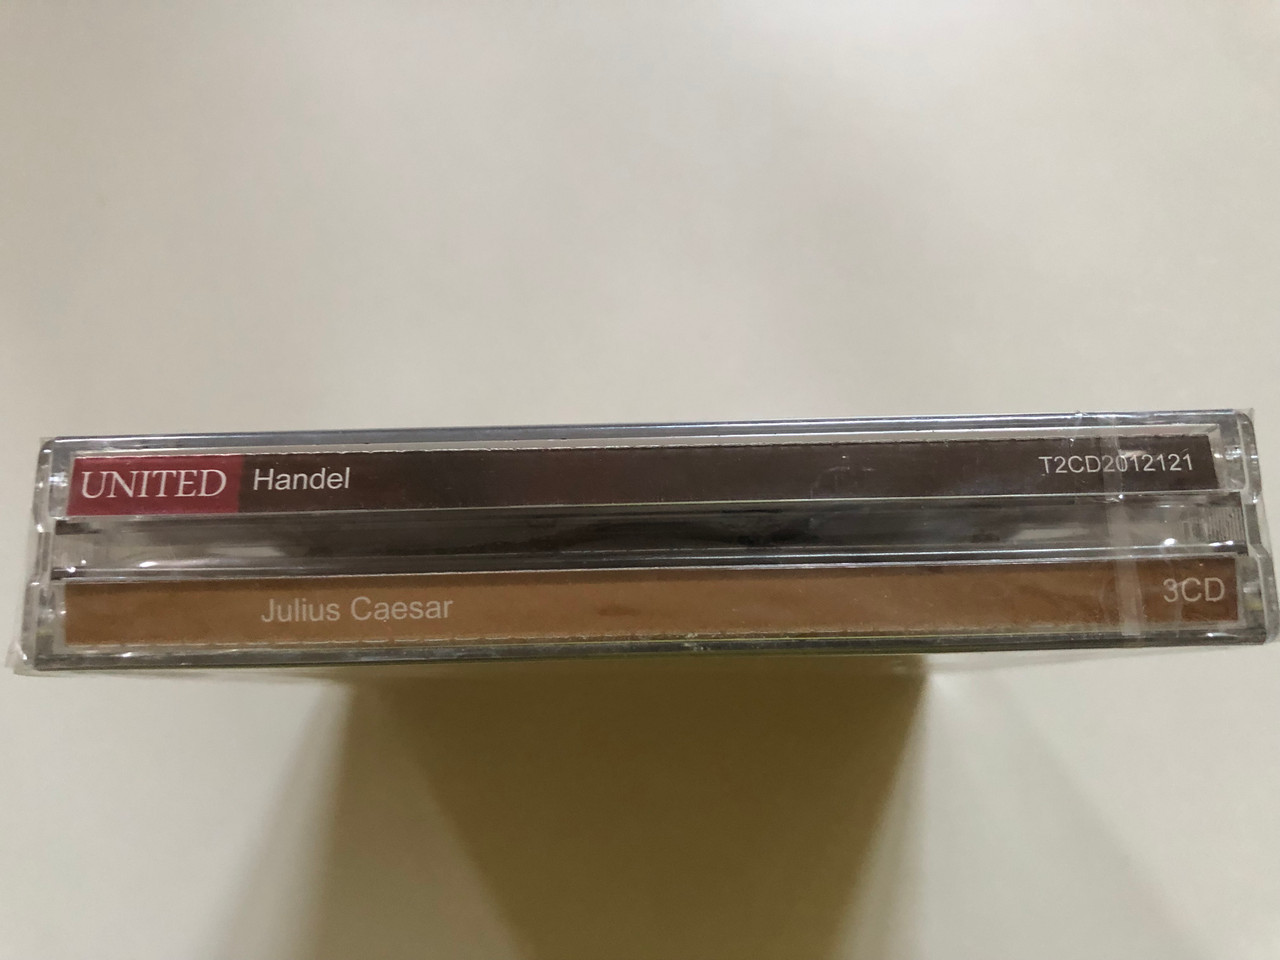 UNITED Handel T2CD2012121
Julius Caesar 3CD